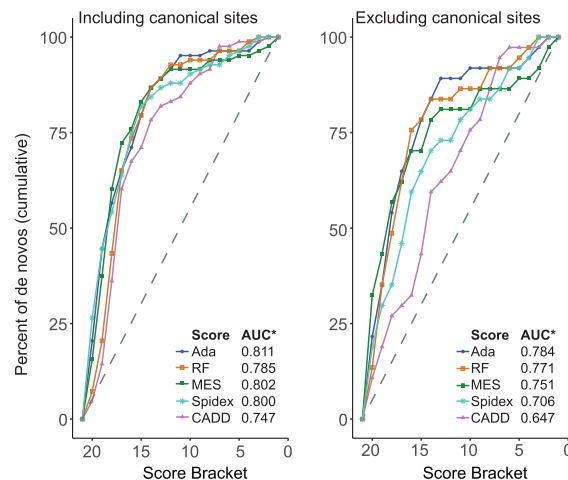 Including canonical sites
Excluding canonical sites
Percent of de novos (cumulative)
100
75
50
25
0
Score AUC*
Ada 0.811
RF 0.785
MES 0.802
Spidex 0.800
CADD 0.747
20 15 10 5 0
Score Bracket
100
75
50
25
0
Score AUC*
Ada 0.784
RF 0.771
MES 0.751
Spidex 0.706
CADD 0.647
20 15 10 5 0
Score Bracket